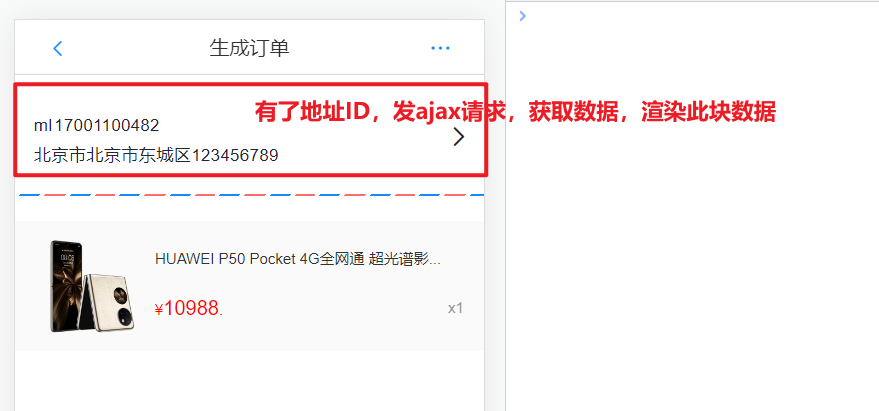 生成订单
有了地址ID，发ajax请求，获取数据，渲染此块数据
ml17001100482
北京市北京市东城区123456789
HUAWEI P50 Pocket 4G全网通 超光谱影...
¥10988.
x1